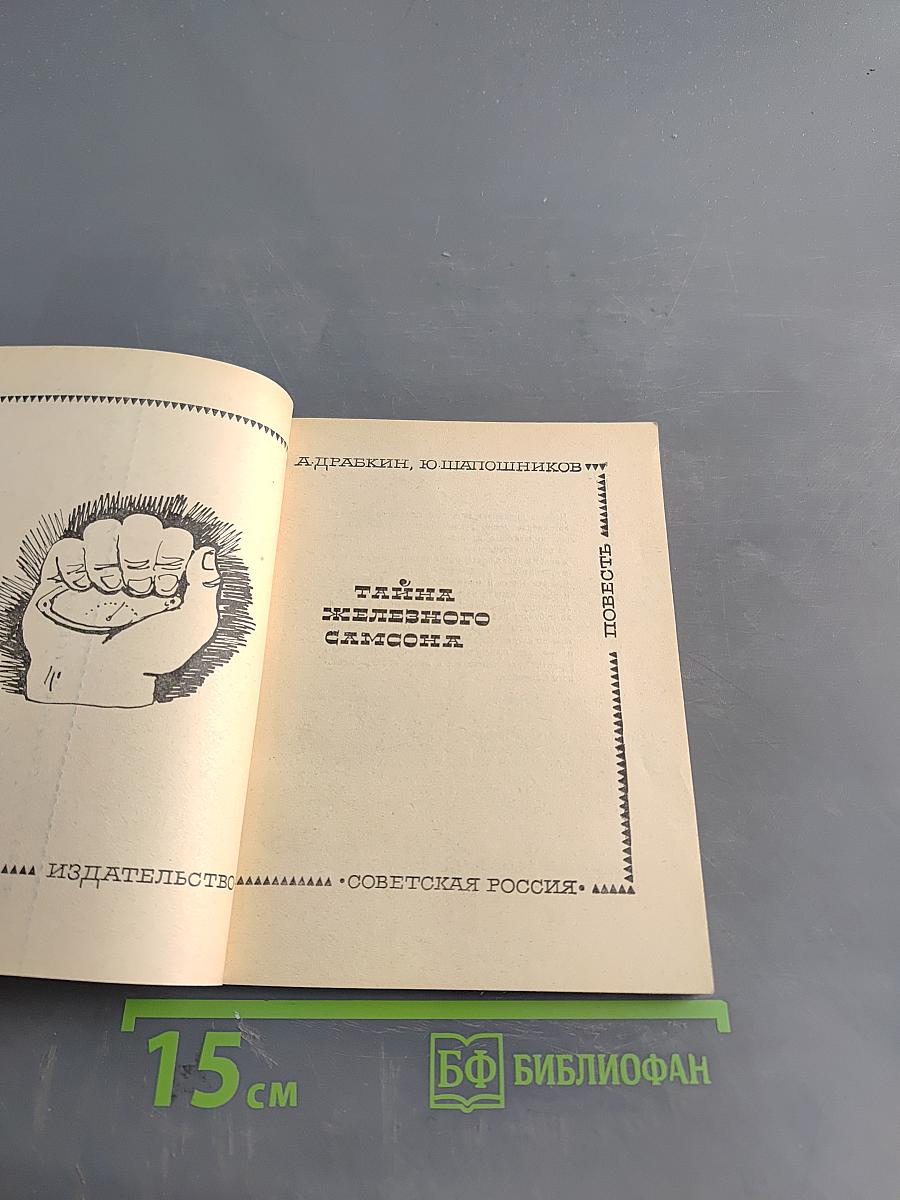 А. ДРАБКИН, Ю. ШАПОШНИКОВ
ПОВЕСТЬ
ТАЙНА
ЖЕЛЕЗНОГО
САМСОНА
ИЗДАТЕЛЬСТВО
•СОВЕТСКАЯ РОССИЯ•
15 см
БФ БИБЛИОФАН